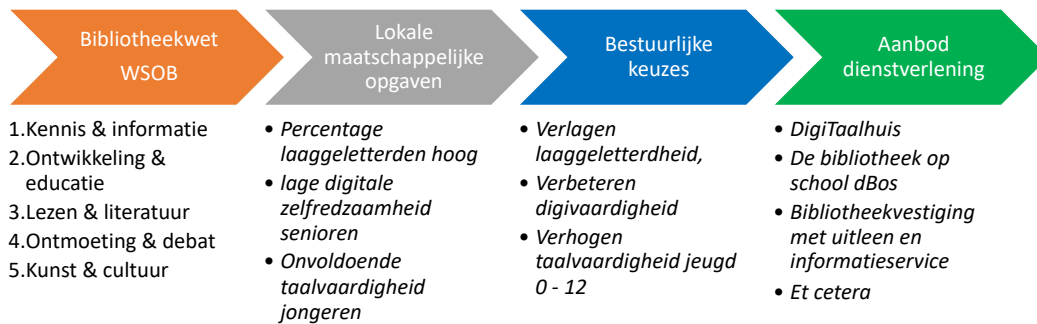 Bibliotheekwet
WSOB
1.Kennis & informatie
2.Ontwikkeling &
educatie
3.Lezen & literatuur
4.Ontmoeting & debat
5.Kunst & cultuur
Lokale
maatschappelijke
opgaven
• Percentage
laaggeletterden hoog
• lage digitale
zelfredzaamheid
senioren
• Onvoldoende
taalvaardigheid
jongeren
Bestuurlijke
keuzes
• Verlagen
laaggeletterdheid,
• Verbeteren
digivaardigheid
• Verhogen
taalvaardigheid jeugd
0 - 12
Aanbod
dienstverlening
• DigiTaalhuis
• De bibliotheek op
school dBos
• Bibliotheekvestiging
met uitleen en
informatieservice
• Et cetera